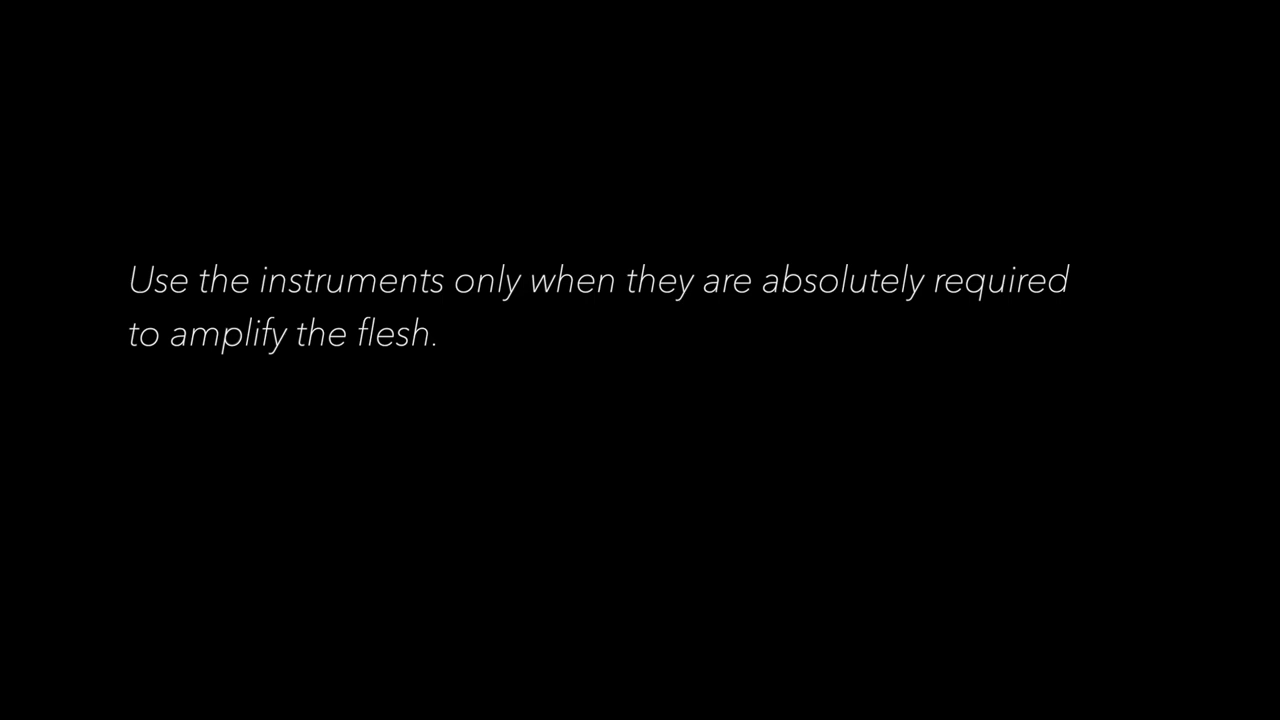 Use the instruments only when they are absolutely required
to amplify the flesh.